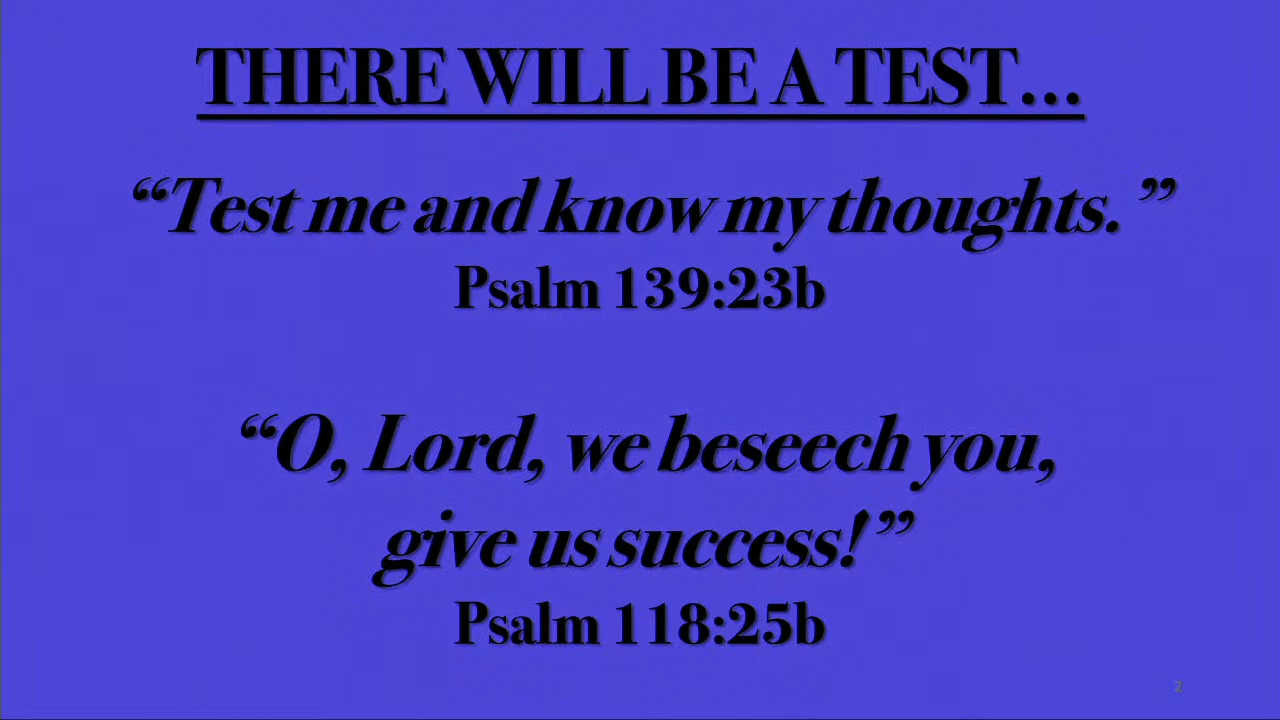 THERE WILL BE A TEST…
“Test me and know my thoughts.”
Psalm 139:23b
“O, Lord, we beseech you,
give us success!”
Psalm 118:25b
2